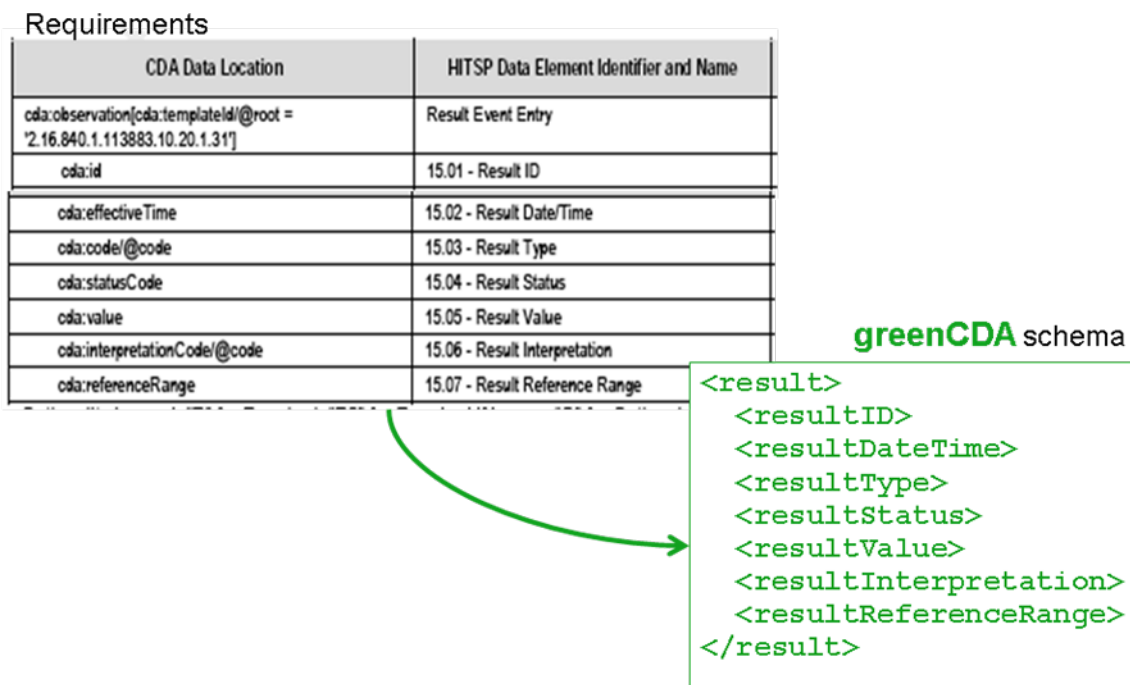 Requirements
CDA Data Location HITSP Data Element Identifier and Name
cda:observation[cda:templateId/@root = Result Event Entry
'2.16.840.1.113883.10.20.1.31']
cda:id 15.01 - Result ID
cda:effectiveTime 15.02 - Result Date/Time
cda:code/@code 15.03 - Result Type
cda:statusCode 15.04 - Result Status
cda:value 15.05 - Result Value
cda:interpretationCode/@code 15.06 - Result Interpretation
cda:referenceRange 15.07 - Result Reference Range
greenCDA schema
<result>
<resultID>
<resultDateTime>
<resultType>
<resultStatus>
<resultValue>
<resultInterpretation>
<resultReferenceRange>
</result>